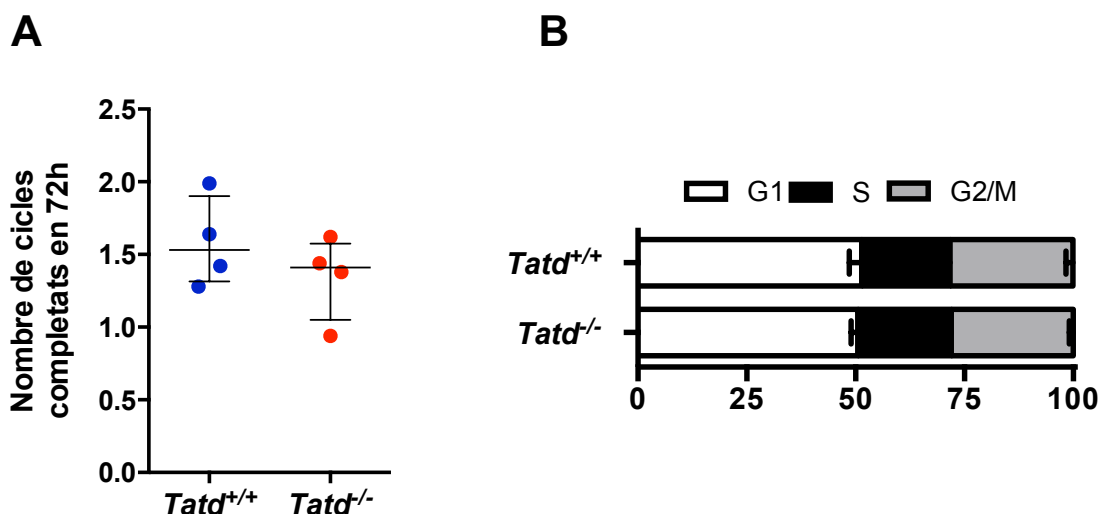 A
B
Nombre de cicles
completats en 72h
2.5
2.0
1.5
1.0
0.5
0.0
Tatd+/+
Tatd-/-
G1
S
G2/M
Tatd+/+
Tatd-/-
0
25
50
75
100